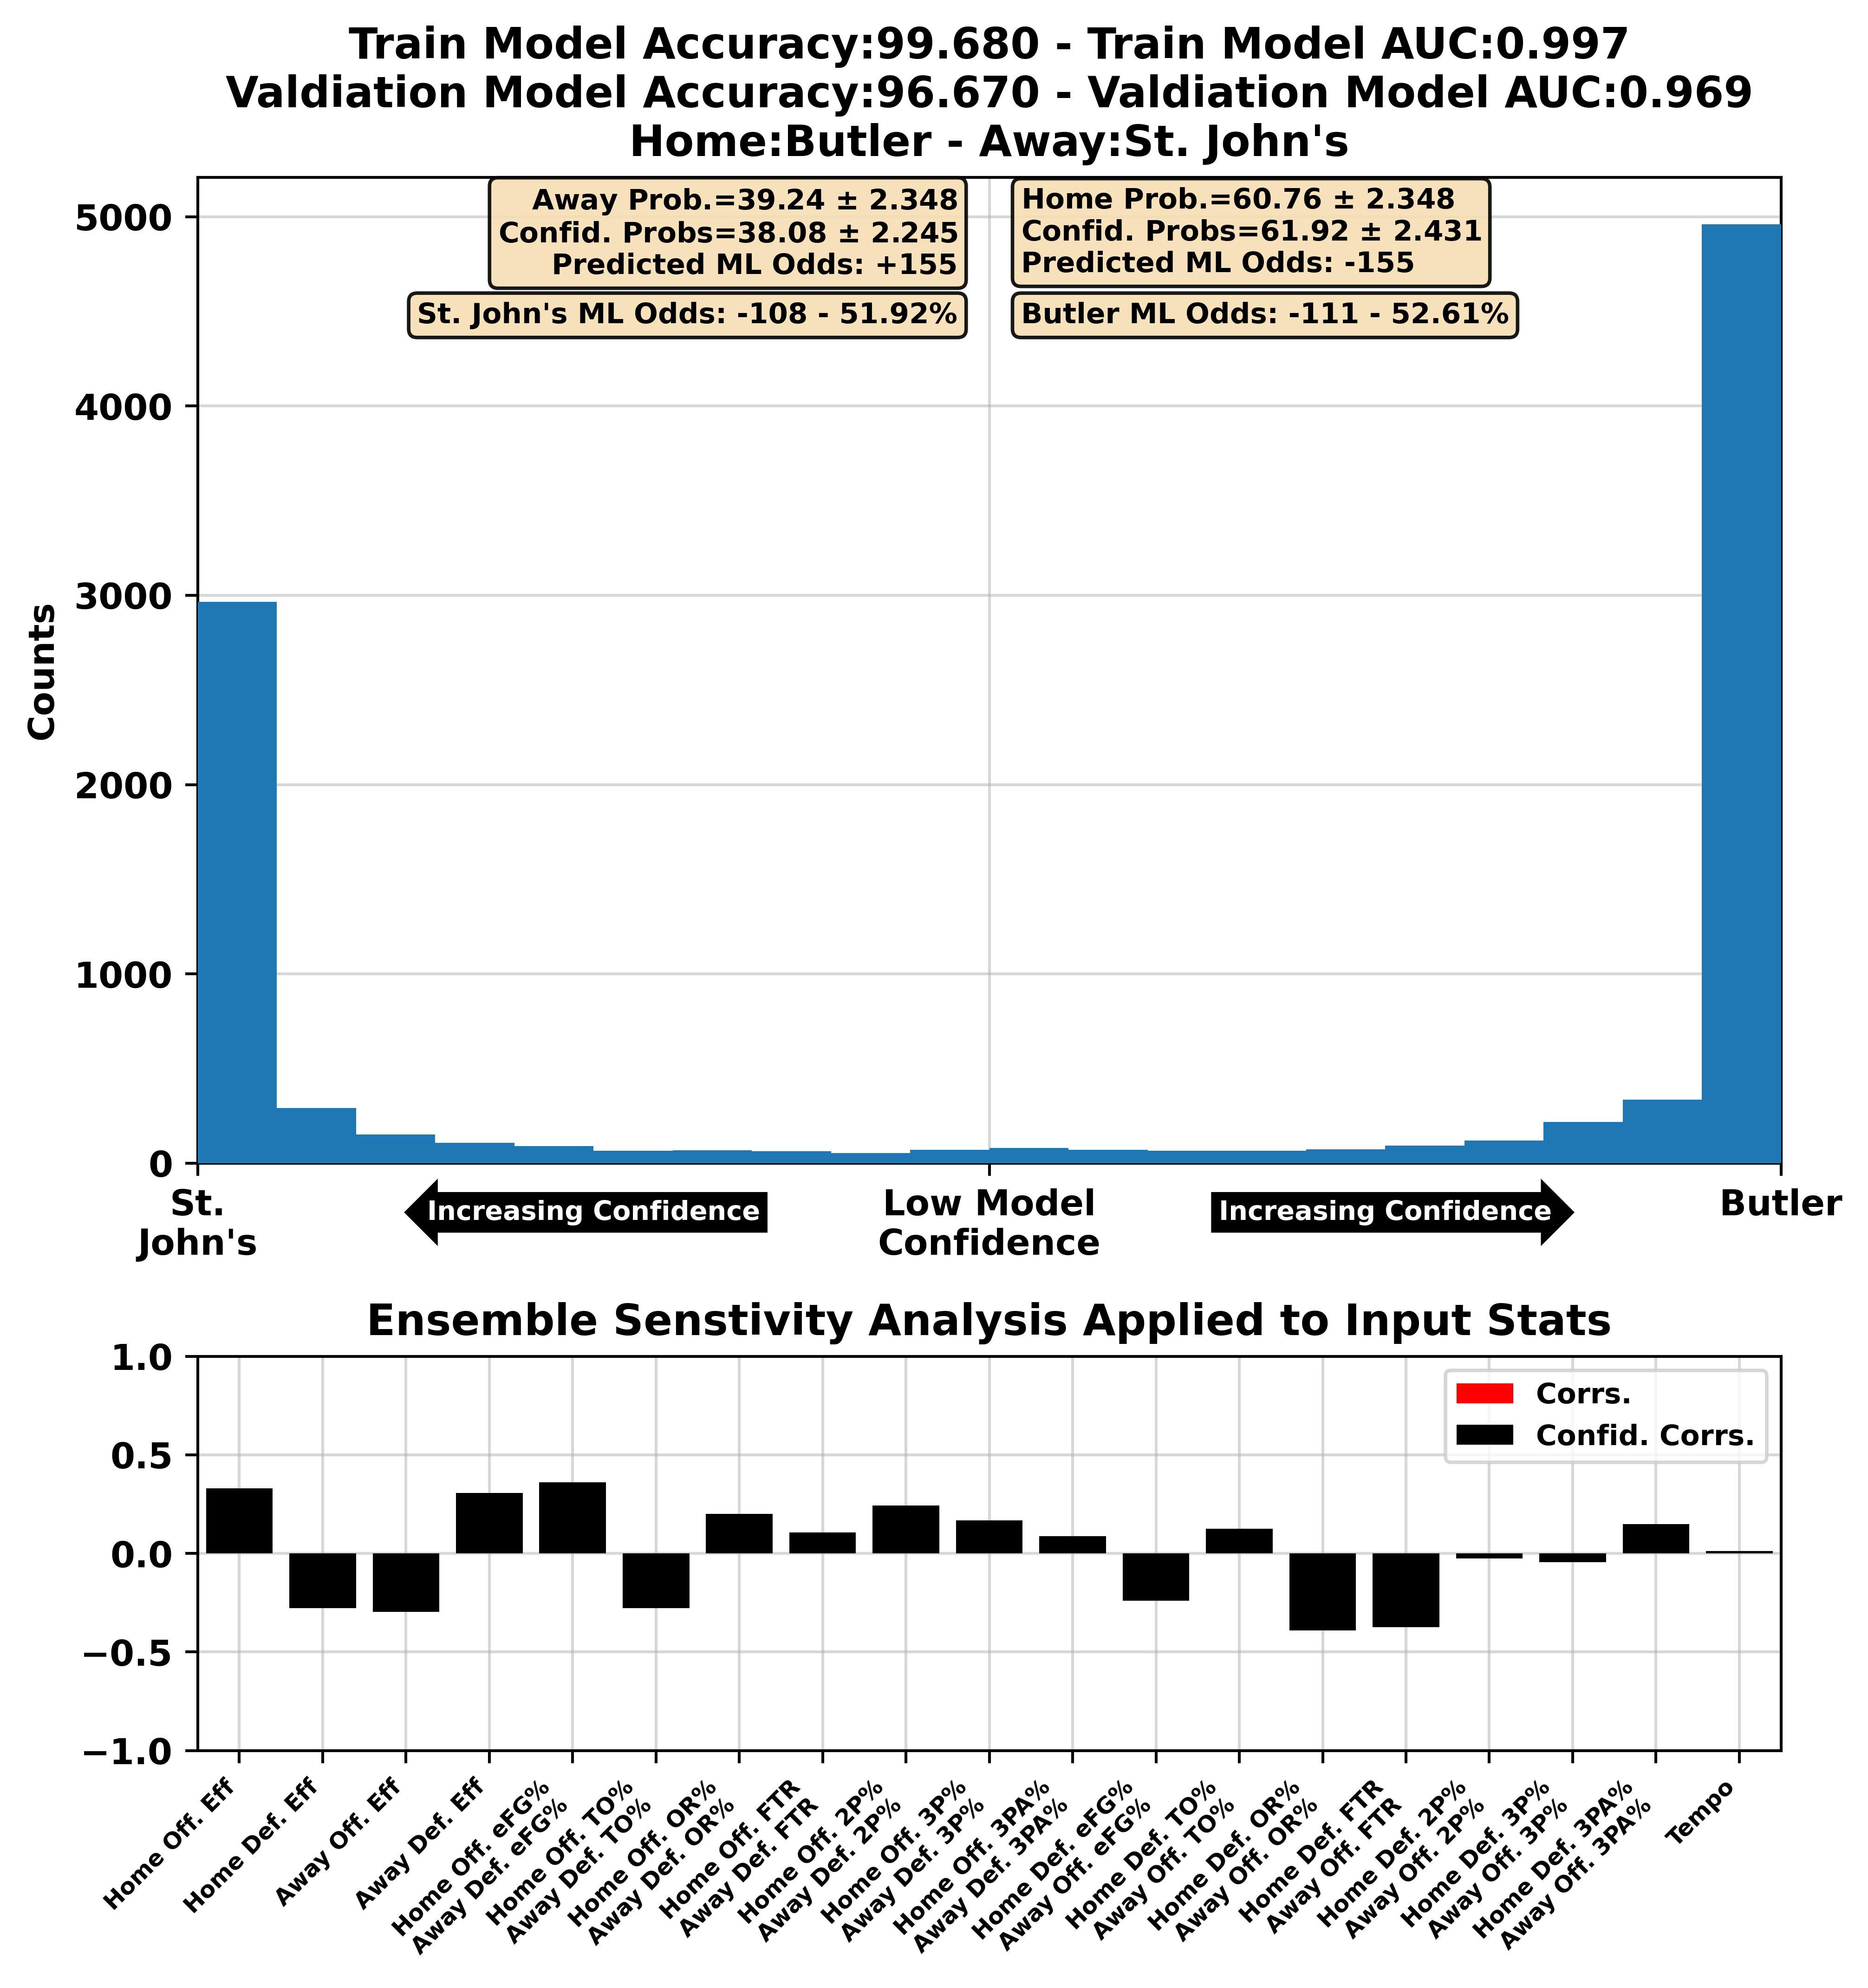 Train Model Accuracy:99.680 - Train Model AUC:0.997
Valdiation Model Accuracy:96.670 - Valdiation Model AUC:0.969
Home:Butler - Away:St. John's
Away Prob.=39.24 ± 2.348
Confid. Probs=38.08 ± 2.245
Predicted ML Odds: +155
St. John's ML Odds: -108 - 51.92%
Home Prob.=60.76 ± 2.348
Confid. Probs=61.92 ± 2.431
Predicted ML Odds: -155
Butler ML Odds: -111 - 52.61%
Counts
5000
4000
3000
2000
1000
0
St.
John's
Increasing Confidence
Low Model
Confidence
Increasing Confidence
Butler
Ensemble Senstivity Analysis Applied to Input Stats
Corrs.
Confid. Corrs.
1.0
0.5
0.0
−0.5
−1.0
Home Off. Eff
Home Def. Eff
Away Off. Eff
Away Def. Eff
Home Off. eFG%
Away Def. eFG%
Home Off. TO%
Away Def. TO%
Home Off. OR%
Away Def. OR%
Home Off. FTR
Away Def. FTR
Home Off. 2P%
Away Def. 2P%
Home Off. 3P%
Away Def. 3P%
Home Off. 3PA%
Away Def. 3PA%
Home Def. eFG%
Away Off. eFG%
Home Def. TO%
Away Off. TO%
Home Def. OR%
Away Off. OR%
Home Def. FTR
Away Off. FTR
Home Def. 2P%
Away Off. 2P%
Home Def. 3P%
Away Off. 3P%
Home Def. 3PA%
Away Off. 3PA%
Tempo